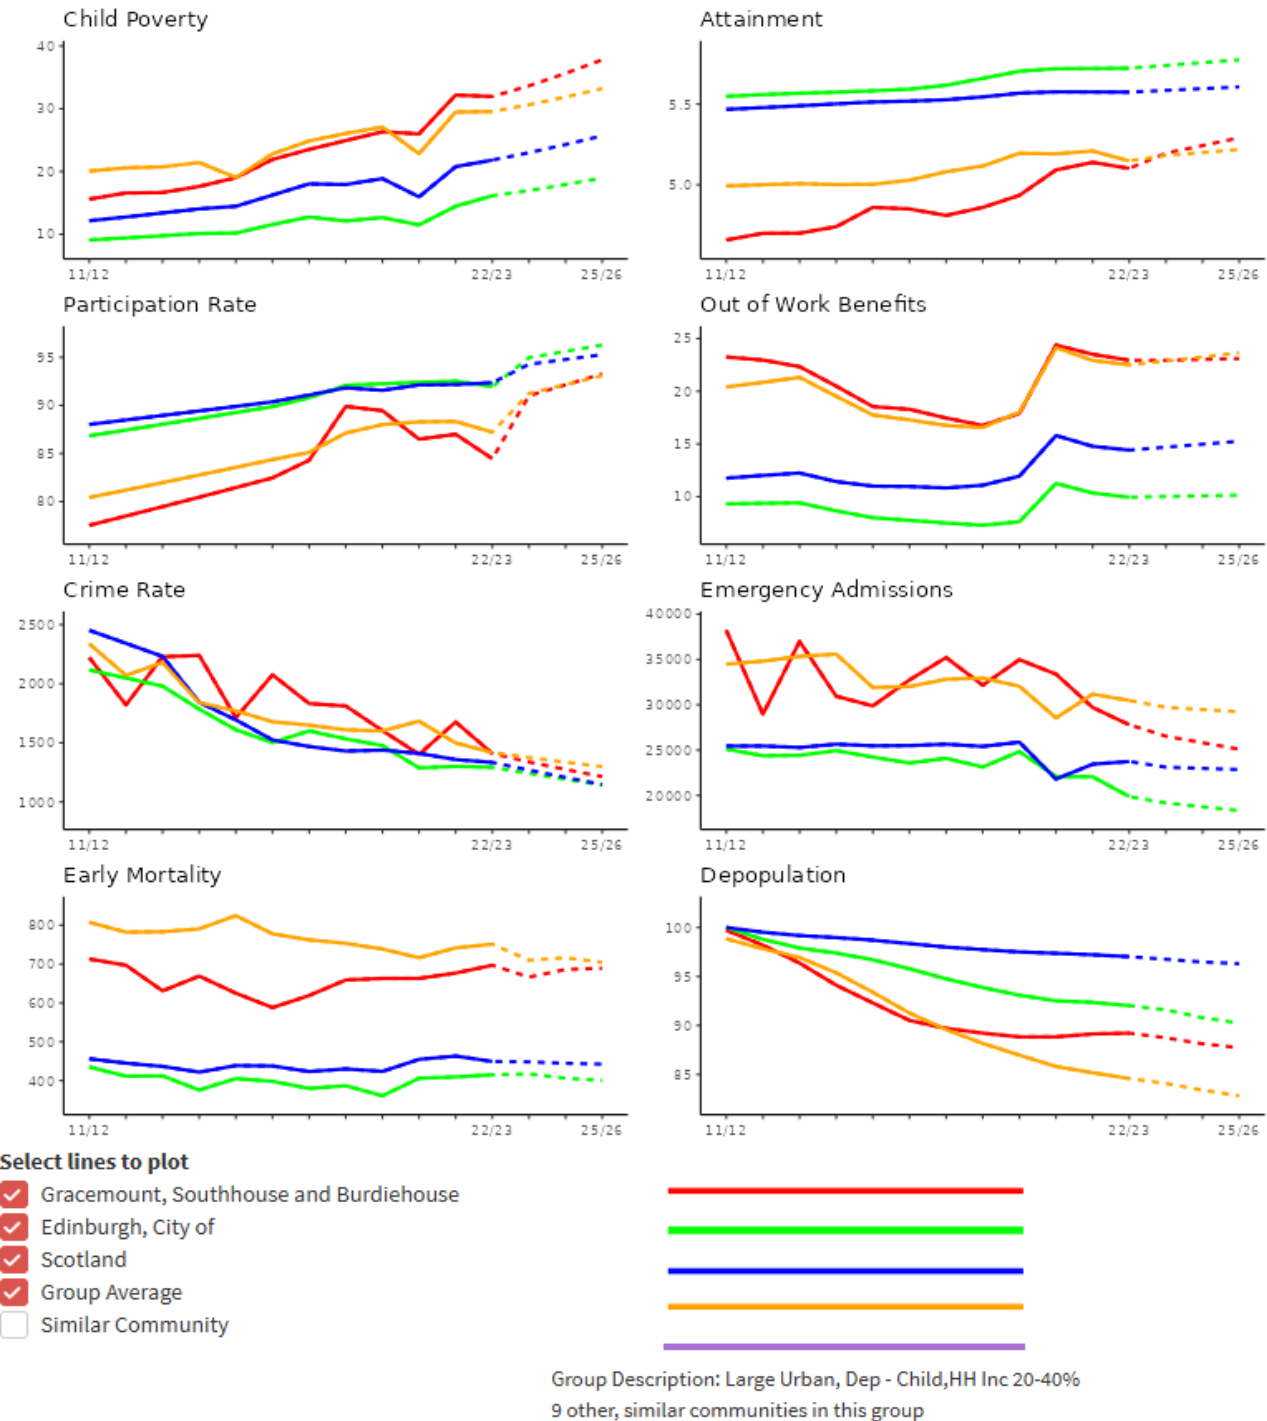 Child Poverty
40
30
20
10
11/12 22/23 25/26
Attainment
5.5
5.0
11/12 22/23 25/26
Participation Rate
95
90
85
80
11/12 22/23 25/26
Out of Work Benefits
25
20
15
10
11/12 22/23 25/26
Crime Rate
2500
2000
1500
1000
11/12 22/23 25/26
Emergency Admissions
40000
35000
30000
25000
20000
11/12 22/23 25/26
Early Mortality
800
700
600
500
400
11/12 22/23 25/26
Depopulation
100
95
90
85
11/12 22/23 25/26
Select lines to plot
Gracemount, Southhouse and Burdiehouse
Edinburgh, City of
Scotland
Group Average
Similar Community
Group Description: Large Urban, Dep - Child,HH Inc 20-40%
9 other, similar communities in this group